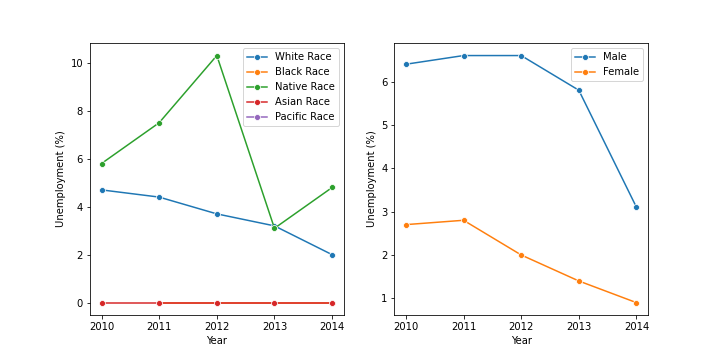 Unemployment (%)
10
8
6
4
2
0
White Race
Black Race
Native Race
Asian Race
Pacific Race
2010 2011 2012 2013 2014
Year
Unemployment (%)
6
5
4
3
2
1
Male
Female
2010 2011 2012 2013 2014
Year